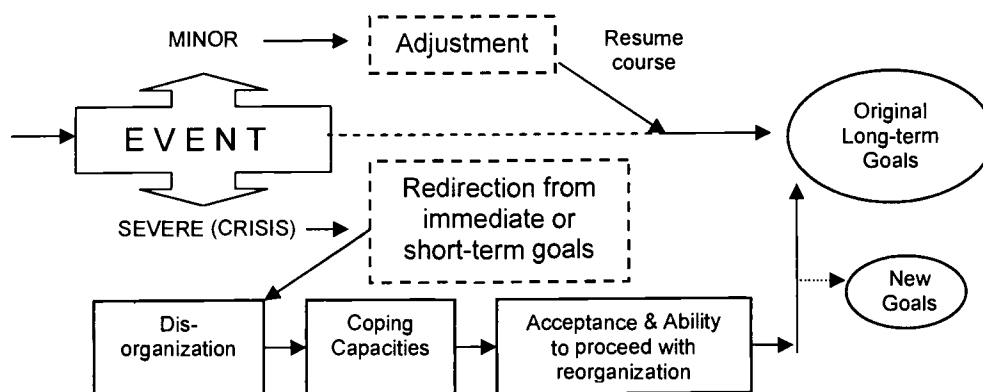 MINOR
Adjustment
Resume
course
EVENT
Original
Long-term
Goals
Redirection from
immediate or
short-term goals
SEVERE (CRISIS)
New
Goals
Dis-
organization
Coping
Capacities
Acceptance & Ability
to proceed with
reorganization